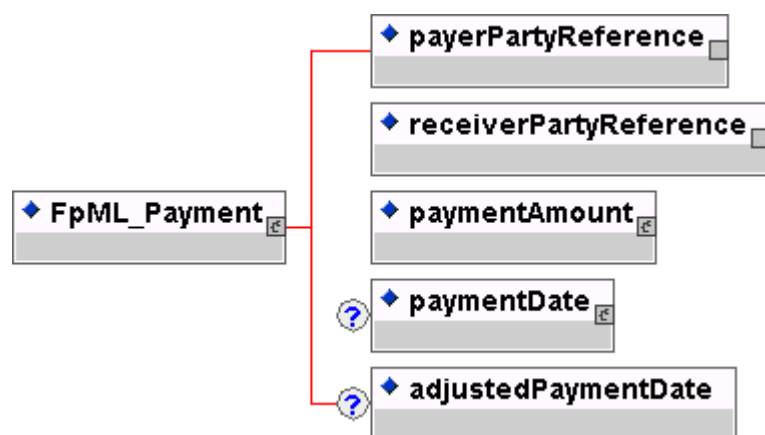 payerPartyReference
receiverPartyReference
FpML_Payment
paymentAmount
? paymentDate
? adjustedPaymentDate